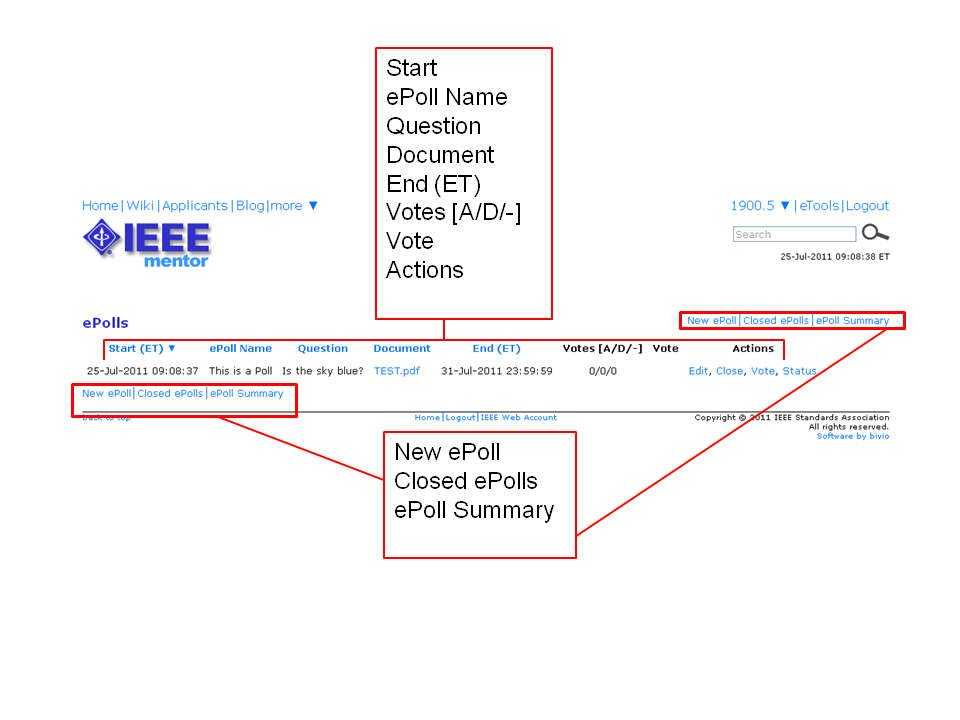 Start
ePoll Name
Question
Document
End (ET)
Votes [A/D/-]
Vote
Actions
Home|Wiki|Applicants|Blog|more ▼
1900.5 ▼ |eTools|Logout
IEEE
mentor
Search
25-Jul-2011 09:08:38 ET
ePolls
New ePoll|Closed ePolls|ePoll Summary
Start (ET) ▼ ePoll Name Question Document End (ET) Votes [A/D/-] Vote Actions
25-Jul-2011 09:08:37 This is a Poll Is the sky blue? TEST.pdf 31-Jul-2011 23:59:59 0/0/0 Edit, Close, Vote, Status
New ePoll|Closed ePolls|ePoll Summary
back to top
Home|Logout|IEEE Web Account
Copyright © 2011 IEEE Standards Association
All rights reserved.
Software by bivio
New ePoll
Closed ePolls
ePoll Summary